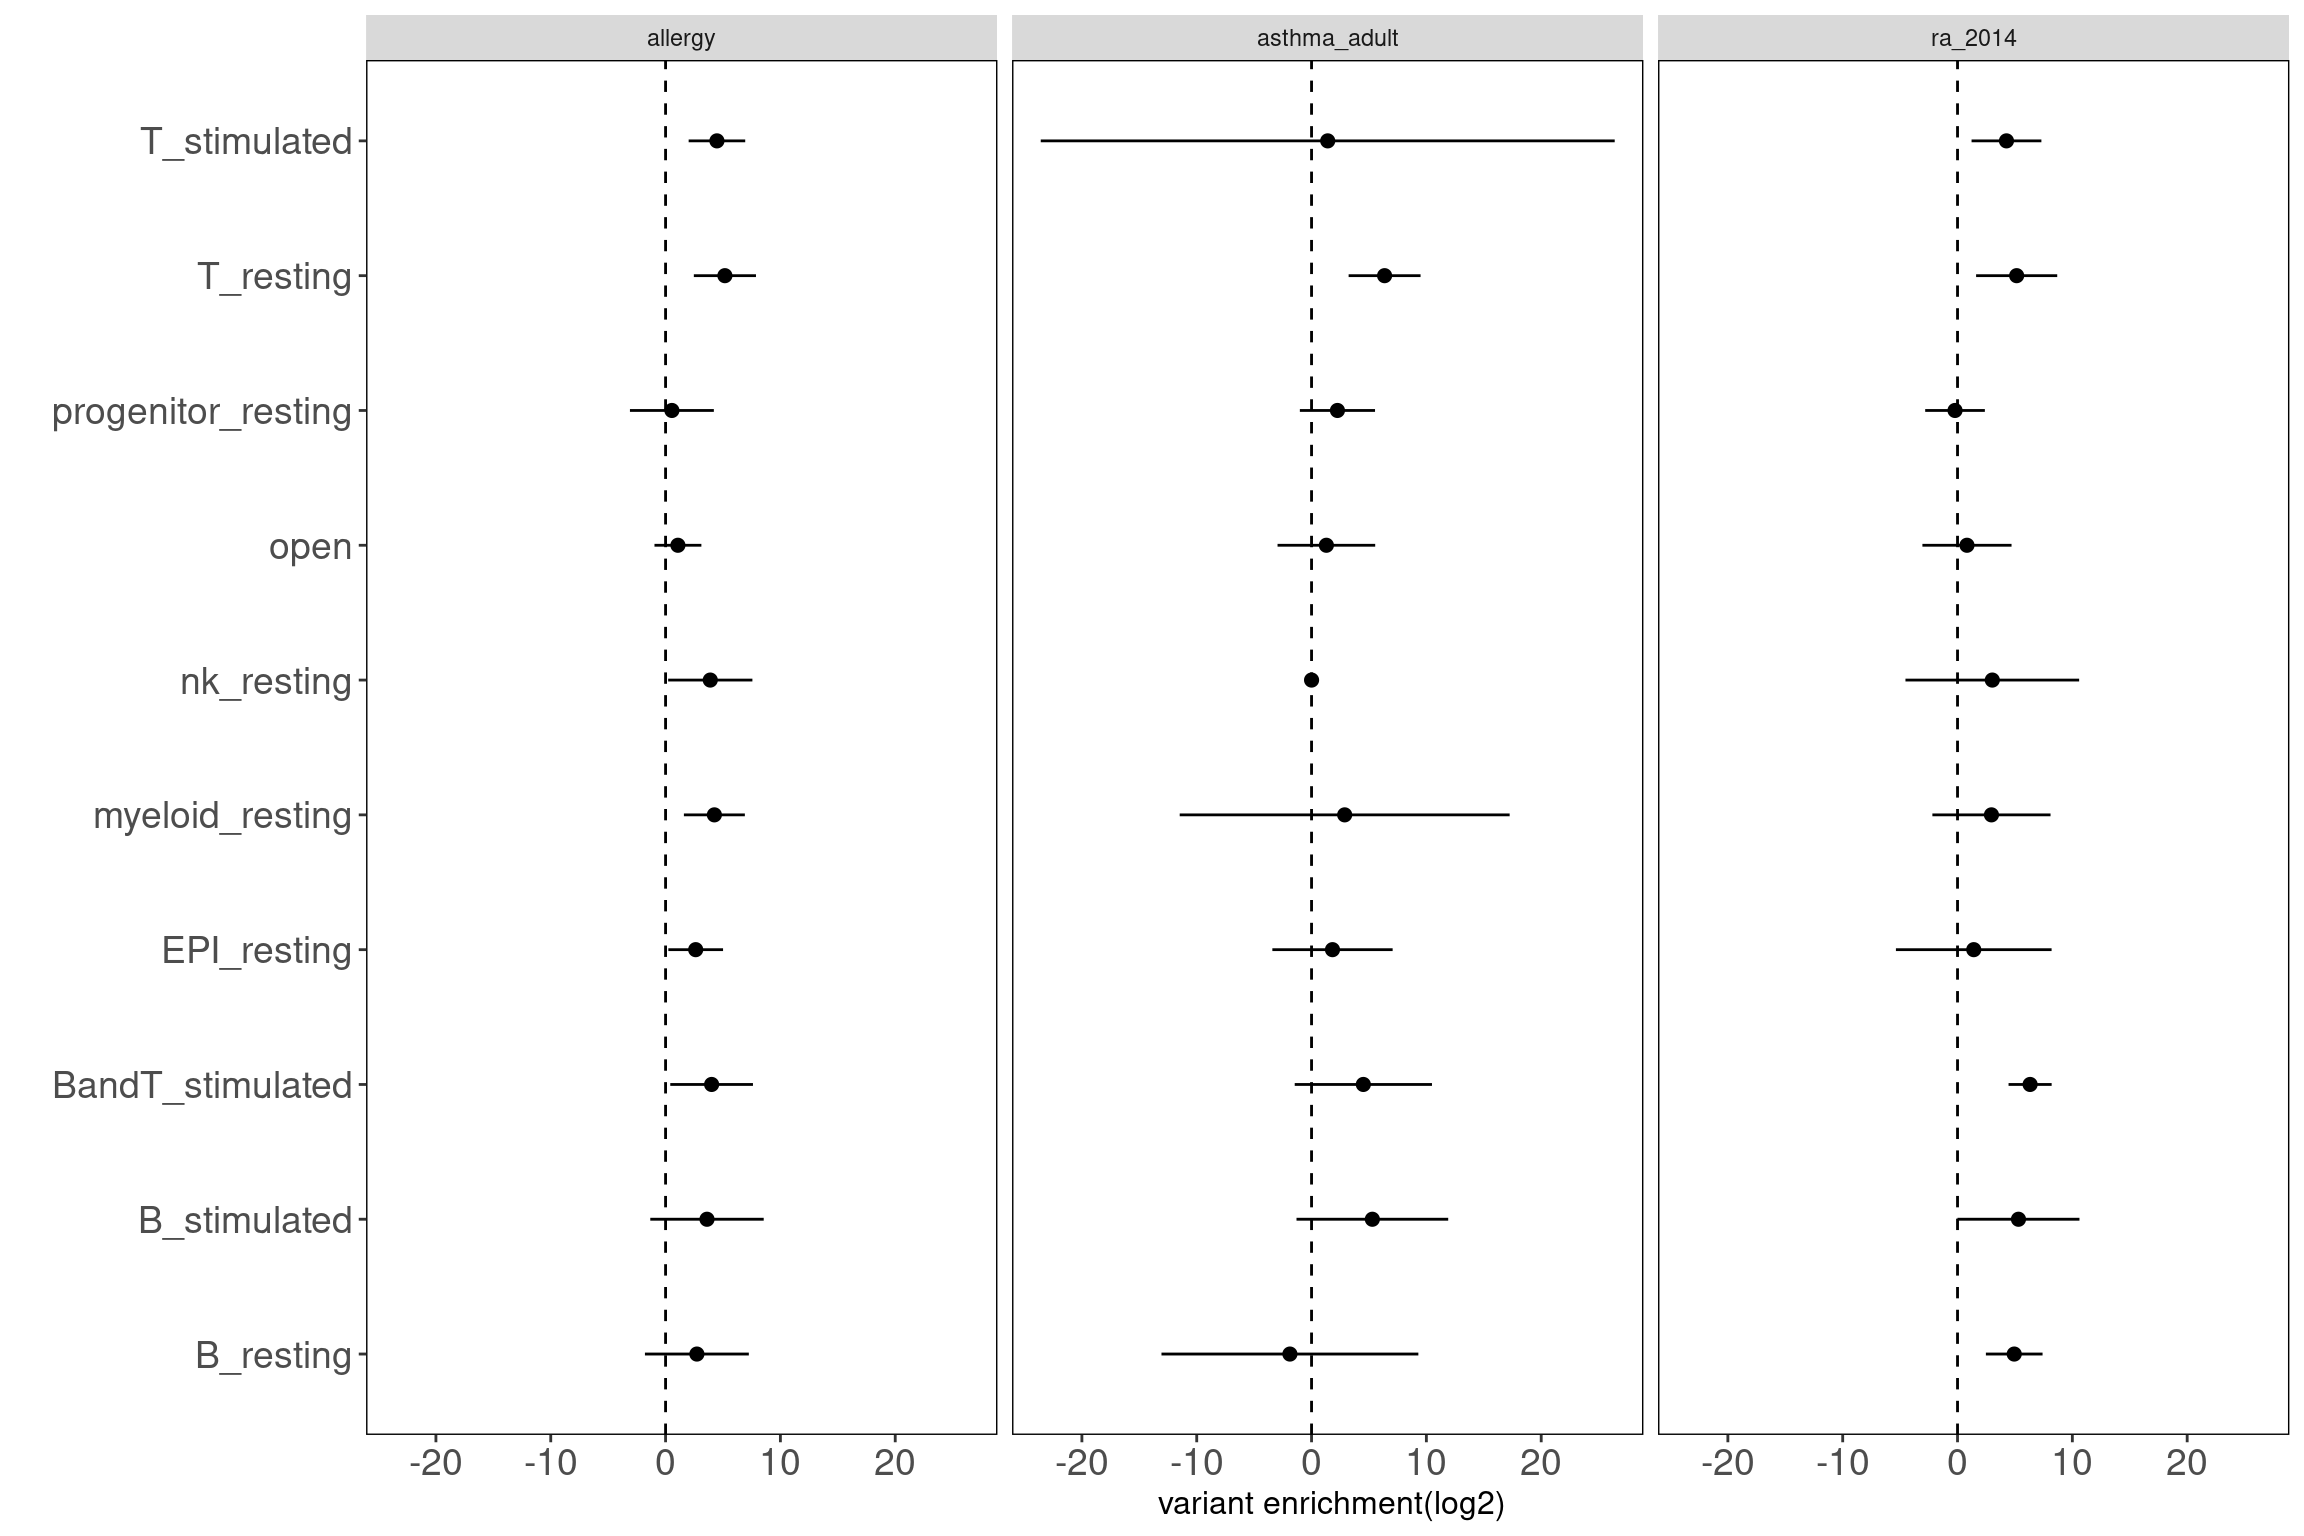 allergy asthma_adult ra_2014
T_stimulated
T_resting
progenitor_resting
open
nk_resting
myeloid_resting
EPI_resting
BandT_stimulated
B_stimulated
B_resting
-20 -10 0 10 20 -20 -10 0 10 20 -20 -10 0 10 20
variant enrichment(log2)